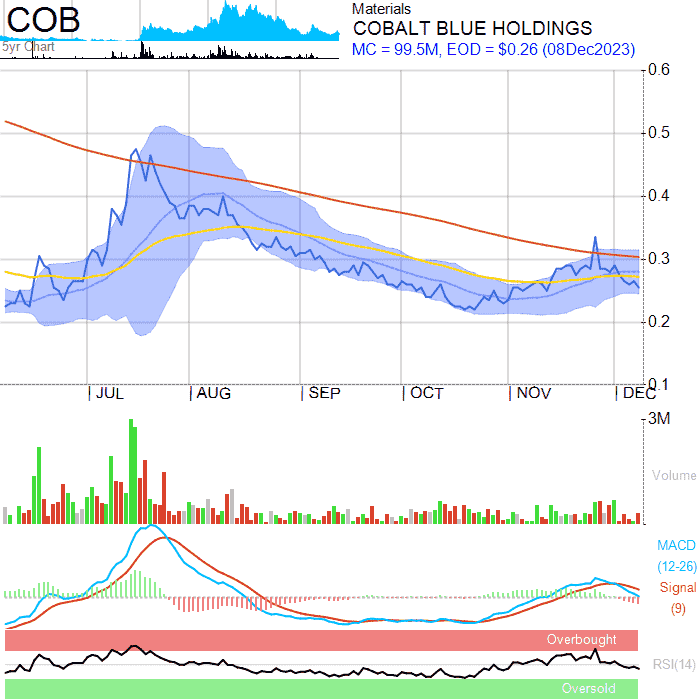 COB
5yr Chart
Materials
COBALT BLUE HOLDINGS
MC = 99.5M, EOD = $0.26 (08Dec2023)
0.6
0.5
0.4
0.3
0.2
0.1
JUL AUG SEP OCT NOV DEC
3M
Volume
MACD
(12-26)
Signal
(9)
Overbought
RSI(14)
Oversold